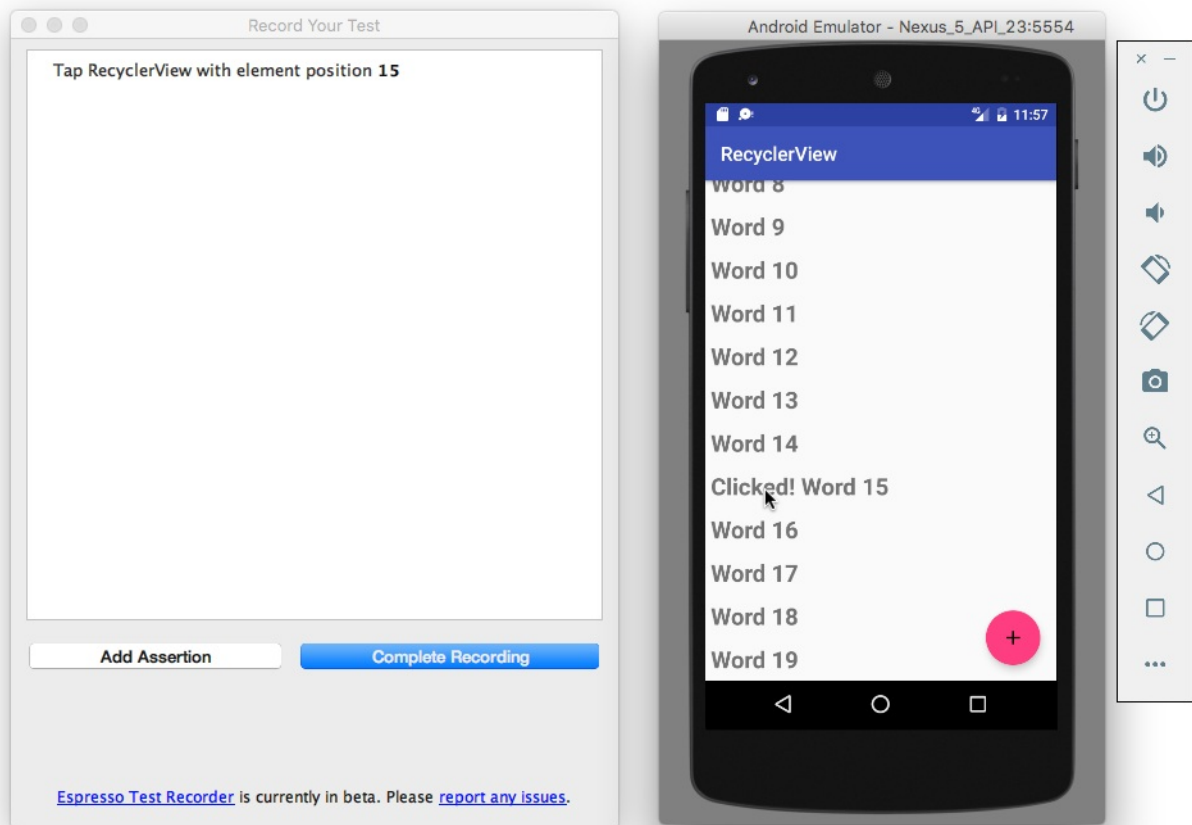 Record Your Test
Tap RecyclerView with element position 15
Add Assertion
Complete Recording
Espresso Test Recorder is currently in beta. Please report any issues.
Android Emulator - Nexus_5_API_23:5554
4G
11:57
RecyclerView
Word 8
Word 9
Word 10
Word 11
Word 12
Word 13
Word 14
Clicked! Word 15
Word 16
Word 17
Word 18
Word 19